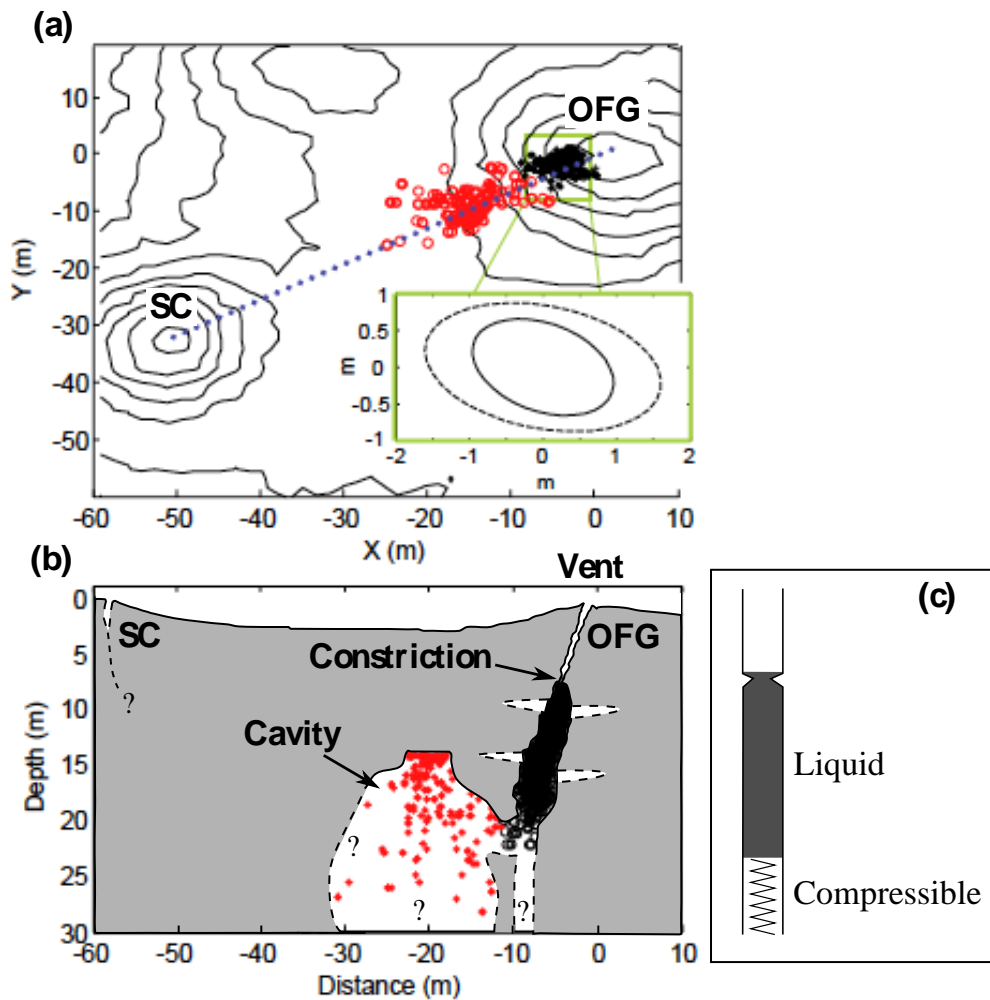 (a)
OFG
SC
Y (m)
10
0
-10
-20
-30
-40
-50
-60 -50 -40 -30 -20 -10 0 10
X (m)
1
0.5
0
-0.5
-1
m
-2 -1 0 1 2
m
(b)
Vent
SC
OFG
Constriction
Cavity
? ? ? ?
Depth (m)
0
5
10
15
20
25
30
-60 -50 -40 -30 -20 -10 0 10
Distance (m)
(c)
Liquid
Compressible